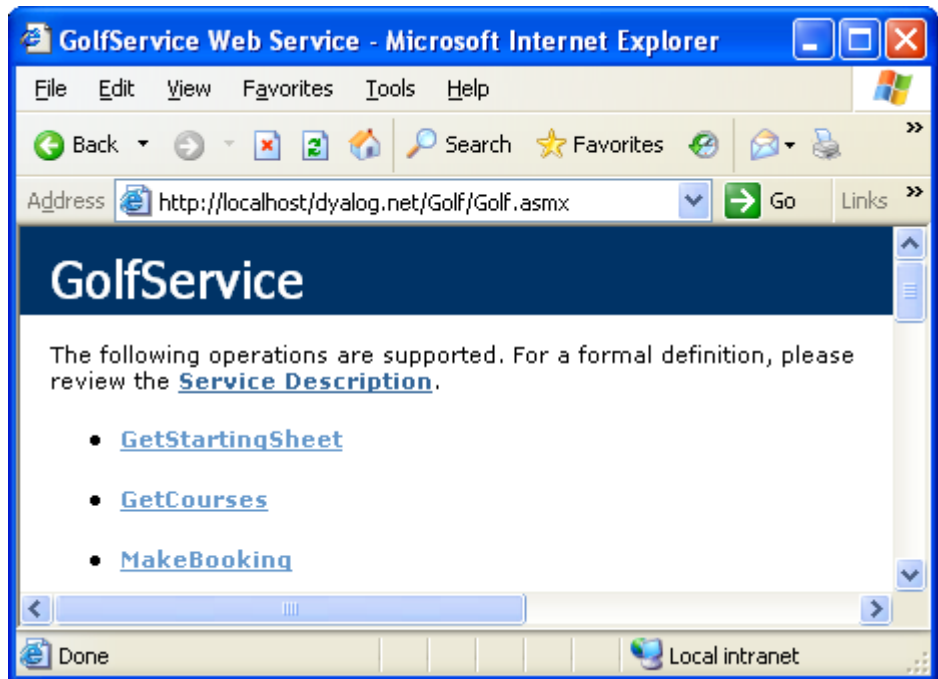 GolfService Web Service - Microsoft Internet Explorer
File Edit View Favorites Tools Help
Back Search Favorites »
Address http://localhost/dyalog.net/Golf/Golf.asmx Go Links »
GolfService
The following operations are supported. For a formal definition, please
review the Service Description.
• GetStartingSheet
• GetCourses
• MakeBooking
Done Local intranet